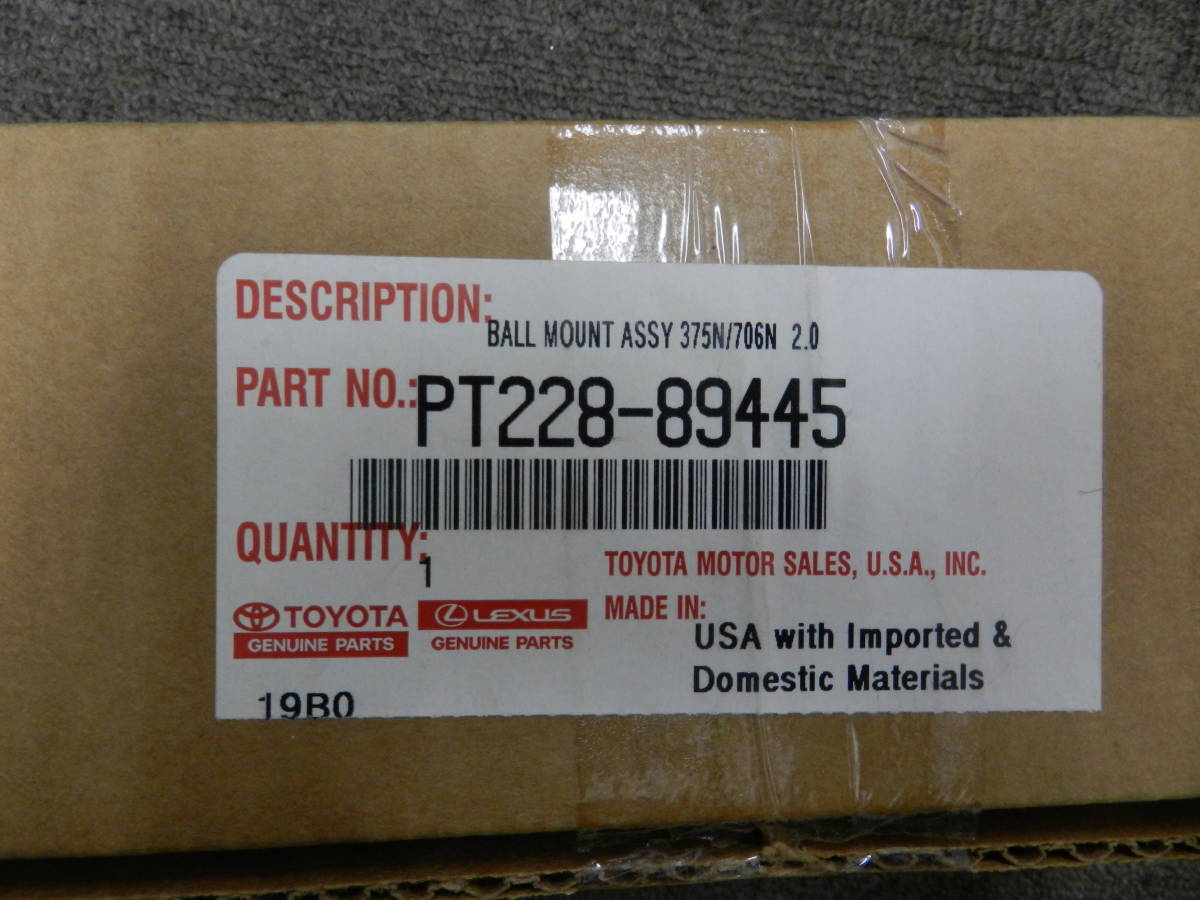 DESCRIPTION:
BALL MOUNT ASSY 375N/706N 2.0
PART NO.:
PT228-89445
QUANTITY:
1
TOYOTA MOTOR SALES, U.S.A., INC.
TOYOTA
GENUINE PARTS
LEXUS
GENUINE PARTS
MADE IN:
USA with Imported &
Domestic Materials
19B0